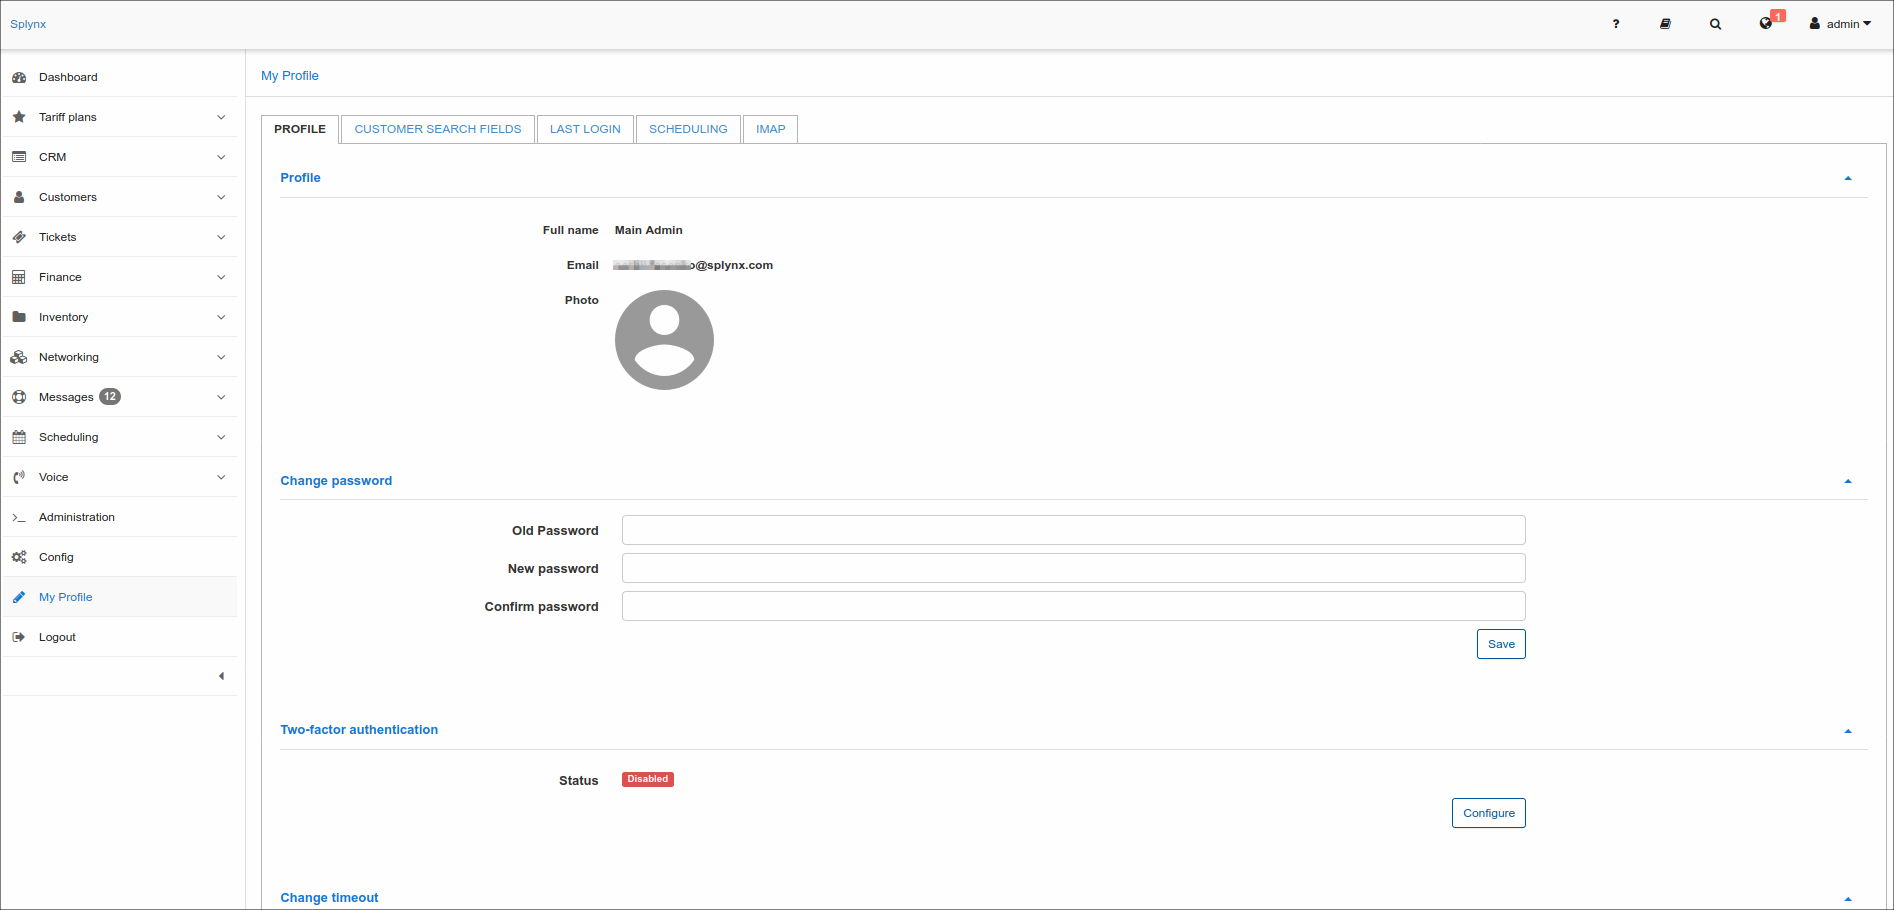 Splynx
?
1
admin
Dashboard
Tariff plans
CRM
Customers
Tickets
Finance
Inventory
Networking
Messages 12
Scheduling
Voice
Administration
Config
My Profile
Logout
My Profile
PROFILE
CUSTOMER SEARCH FIELDS
LAST LOGIN
SCHEDULING
IMAP
Profile
Full name Main Admin
Email o@splynx.com
Photo
Change password
Old Password
New password
Confirm password
Save
Two-factor authentication
Status Disabled
Configure
Change timeout